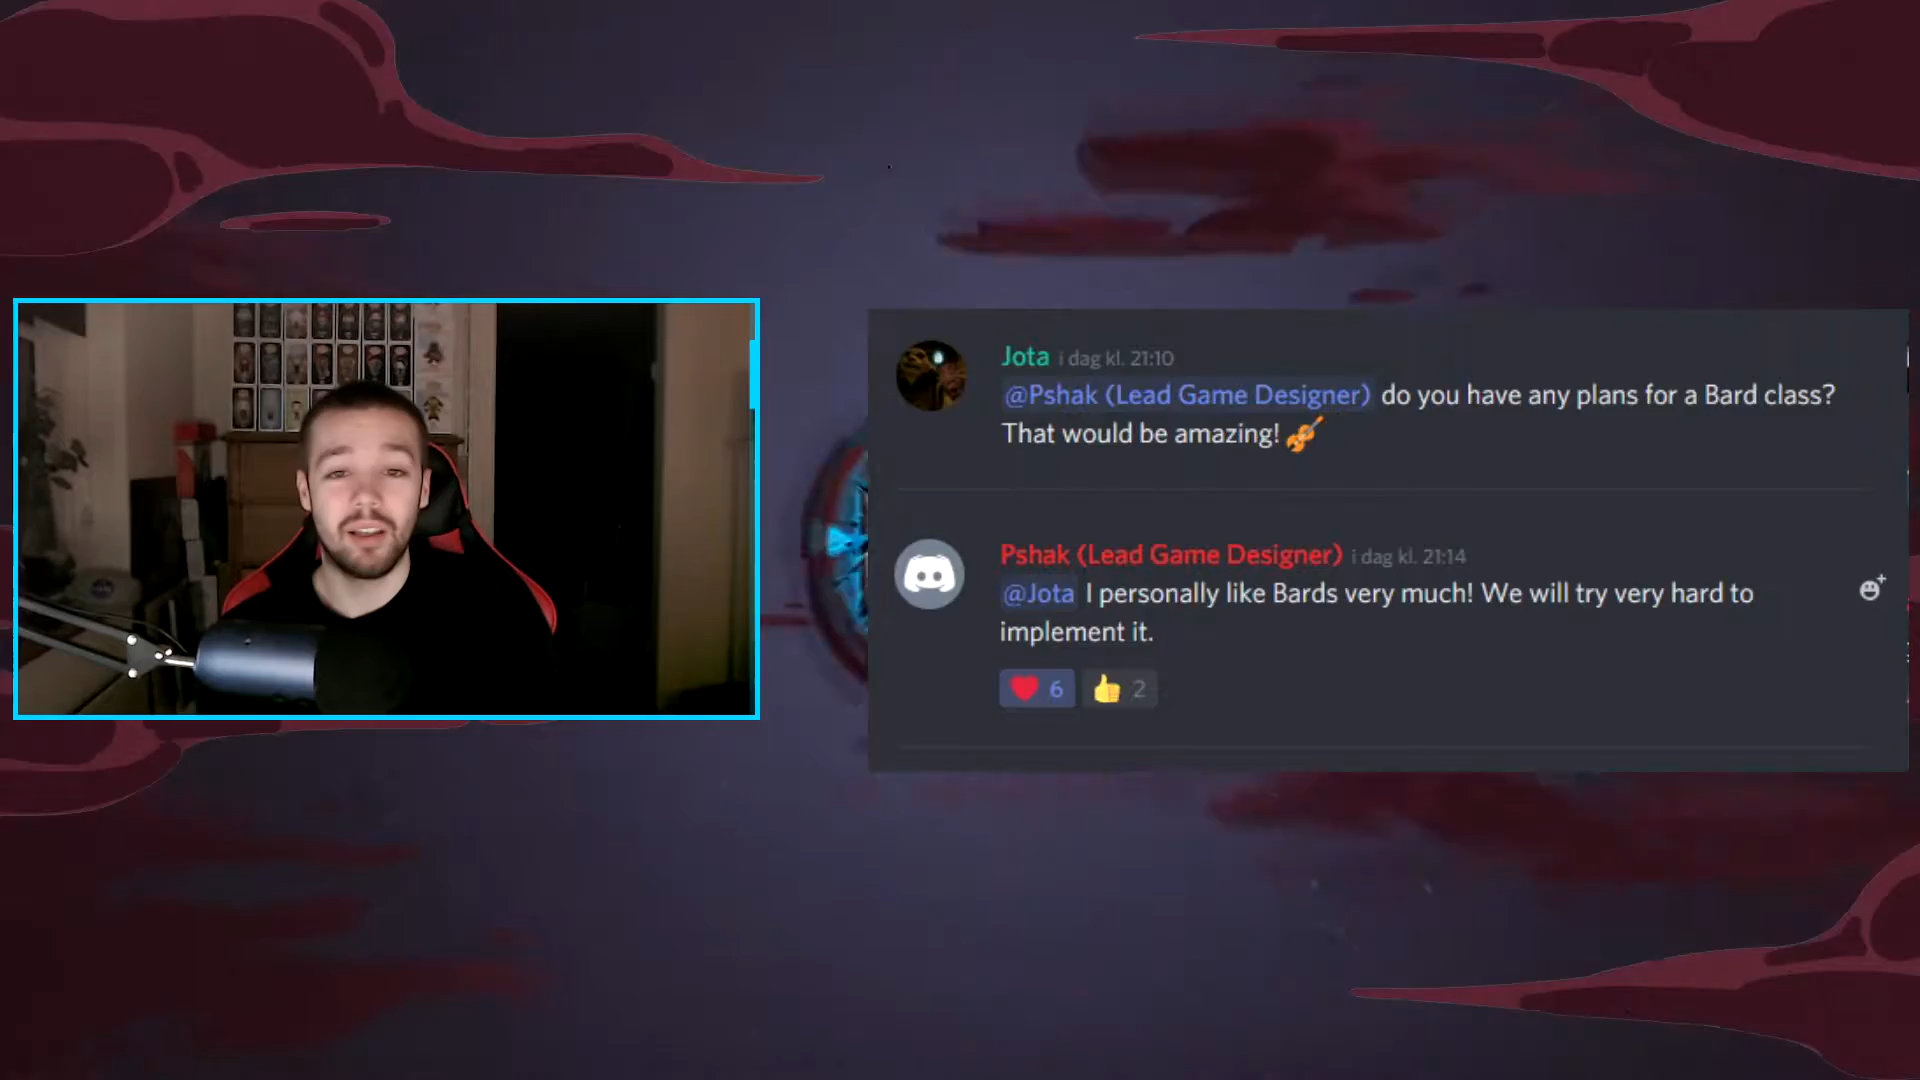 Jota i dag kl. 21:10
@Pshak (Lead Game Designer) do you have any plans for a Bard class?
That would be amazing! 🎻
Pshak (Lead Game Designer) i dag kl. 21:14
@Jota I personally like Bards very much! We will try very hard to
implement it.
❤️ 6 👍 2